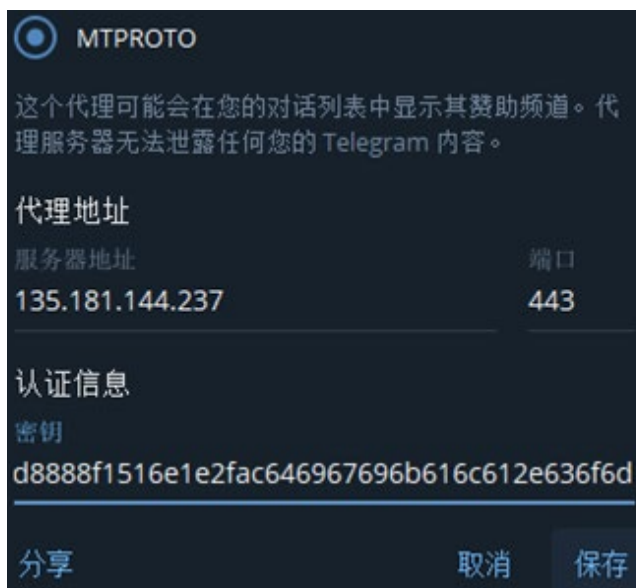 MTPROTO
这个代理可能会在您的对话列表中显示其赞助频道。代
理服务器无法泄露任何您的 Telegram 内容。
代理地址
服务器地址 端口
135.181.144.237 443
认证信息
密钥
d8888f1516e1e2fac646967696b616c612e636f6d
分享 取消 保存